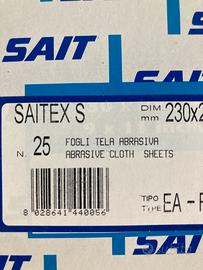 SAIT SAIT
SAITEX S
DIM. mm 230x2
N. 25
FOGLI TELA ABRASIVA
ABRASIVE CLOTH SHEETS
8 028641 440056
TIPO
TYPE EA - F
SAIT